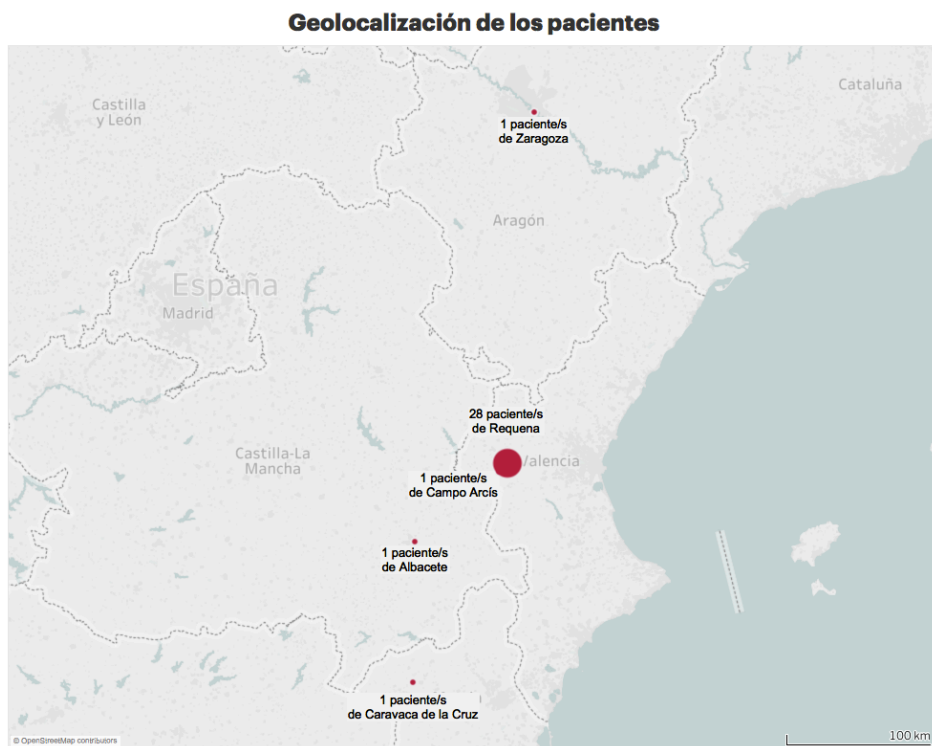 Geolocalización de los pacientes
Cataluña
Castilla
y León
1 paciente/s
de Zaragoza
Aragón
España
Madrid
28 paciente/s
de Requena
Castilla-La
Mancha
Valencia
1 paciente/s
de Campo Arcís
1 paciente/s
de Albacete
1 paciente/s
de Caravaca de la Cruz
100 km
© OpenStreetMap contributors